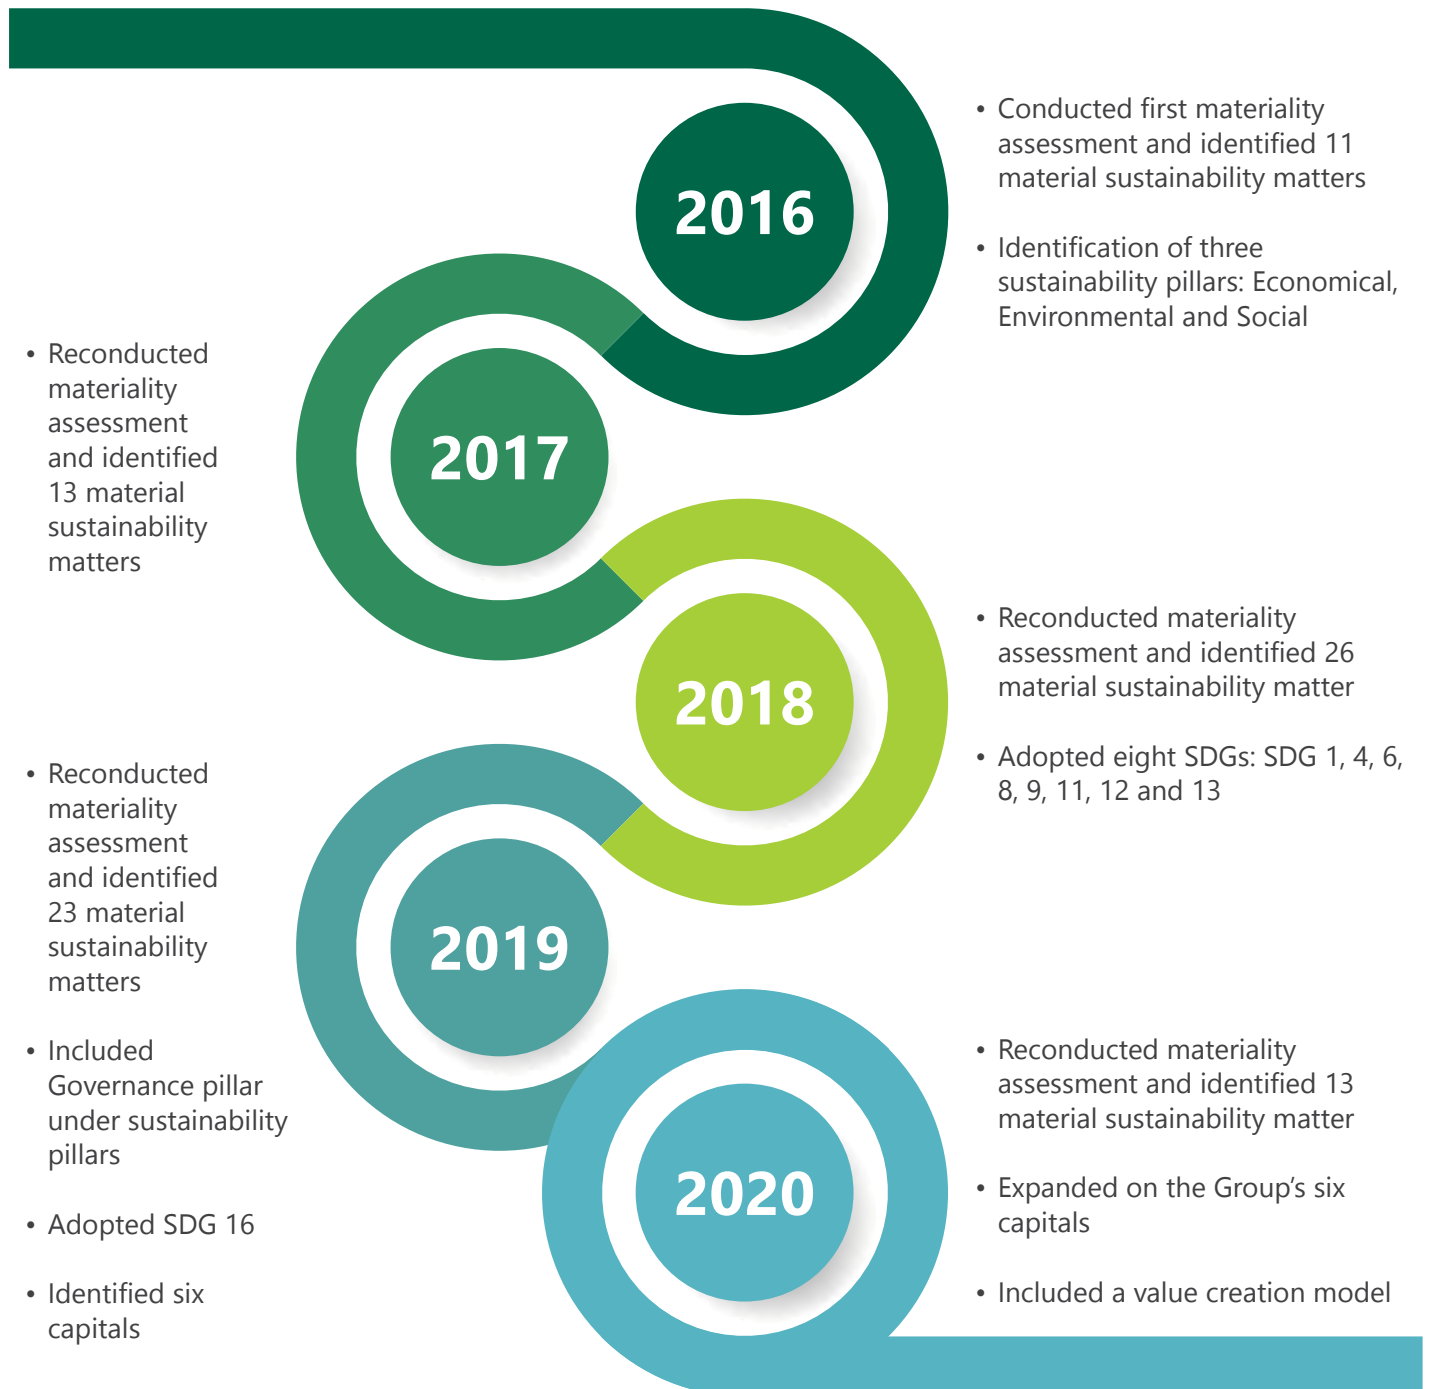 2016
• Conducted first materiality
assessment and identified 11
material sustainability matters
• Identification of three
sustainability pillars: Economical,
Environmental and Social
2017
• Reconducted
materiality
assessment
and identified
13 material
sustainability
matters
2018
• Reconducted materiality
assessment and identified 26
material sustainability matter
• Adopted eight SDGs: SDG 1, 4, 6,
8, 9, 11, 12 and 13
2019
• Reconducted
materiality
assessment
and identified
23 material
sustainability
matters
• Included
Governance pillar
under sustainability
pillars
• Adopted SDG 16
• Identified six
capitals
2020
• Reconducted materiality
assessment and identified 13
material sustainability matter
• Expanded on the Group’s six
capitals
• Included a value creation model